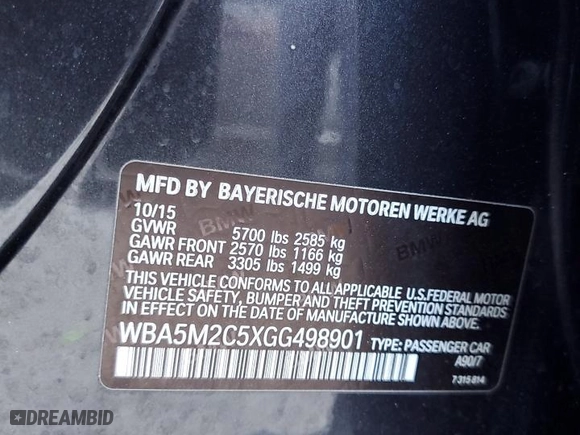 MFD BY BAYERISCHE MOTOREN WERKE AG
10/15
GVWR 5700 lbs 2585 kg
GAWR FRONT 2570 lbs 1166 kg
GAWR REAR 3305 lbs 1499 kg
THIS VEHICLE CONFORMS TO ALL APPLICABLE U.S.FEDERAL MOTOR
VEHICLE SAFETY, BUMPER AND THEFT PREVENTION STANDARDS
IN EFFECT ON THE DATE OF MANUFACTURE SHOWN ABOVE.
WBA5M2C5XGG498901 TYPE: PASSENGER CAR
A90/7
7 315 814
DREAMBID